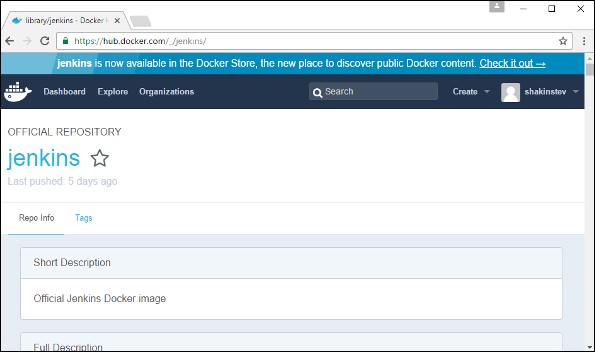 library/jenkins - Docker H
https://hub.docker.com/_/jenkins/
jenkins is now available in the Docker Store, the new place to discover public Docker content. Check it out →
Dashboard Explore Organizations Search Create shakinstev
OFFICIAL REPOSITORY
jenkins
Last pushed: 5 days ago
Repo Info Tags
Short Description
Official Jenkins Docker image
Full Description